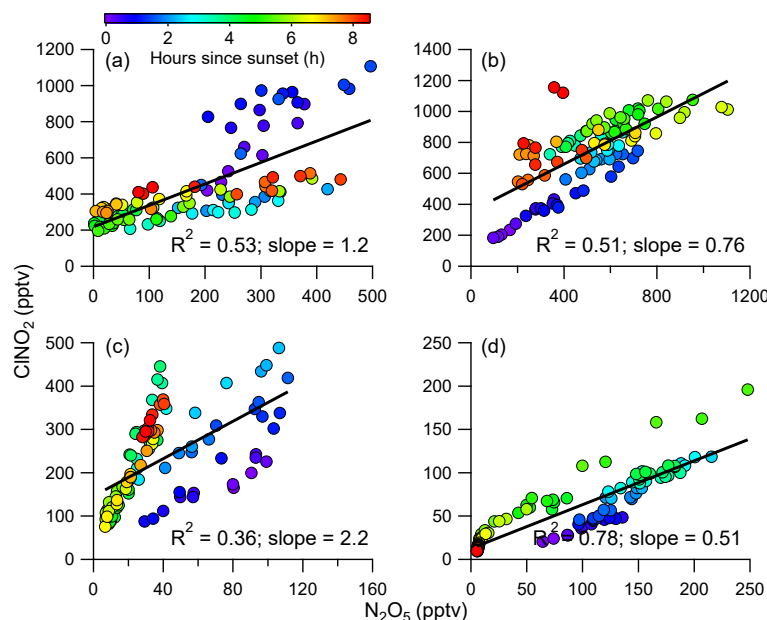 0 2 4 6 8
Hours since sunset (h)
(a)
1200
1000
800
600
400
200
0
0 100 200 300 400 500
R² = 0.53; slope = 1.2
(b)
1400
1200
1000
800
600
400
200
0
0 400 800 1200
R² = 0.51; slope = 0.76
ClNO₂ (pptv)
(c)
500
400
300
200
100
0
0 40 80 120 160
R² = 0.36; slope = 2.2
(d)
250
200
150
100
50
0
0 50 100 150 200 250
R² = 0.78; slope = 0.51
N₂O₅ (pptv)